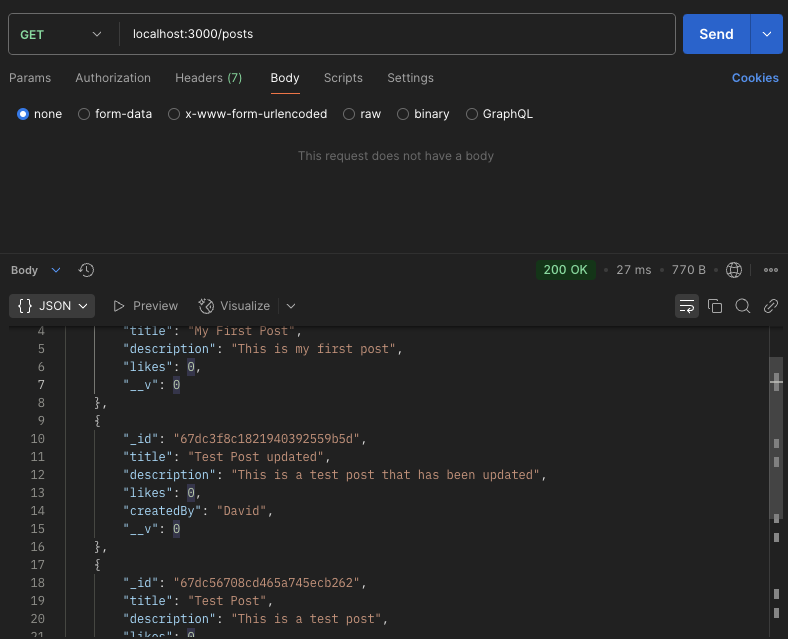 GET localhost:3000/posts Send
Params Authorization Headers (7) Body Scripts Settings Cookies
none form-data x-www-form-urlencoded raw binary GraphQL
This request does not have a body
Body 200 OK • 27 ms • 770 B •
{} JSON Preview Visualize
4 "title": "My First Post",
5 "description": "This is my first post",
6 "likes": 0,
7 "__v": 0
8 },
9 {
10 "_id": "67dc3f8c1821940392559b5d",
11 "title": "Test Post updated",
12 "description": "This is a test post that has been updated",
13 "likes": 0,
14 "createdBy": "David",
15 "__v": 0
16 },
17 {
18 "_id": "67dc56708cd465a745ecb262",
19 "title": "Test Post",
20 "description": "This is a test post",
21 "likes": 0